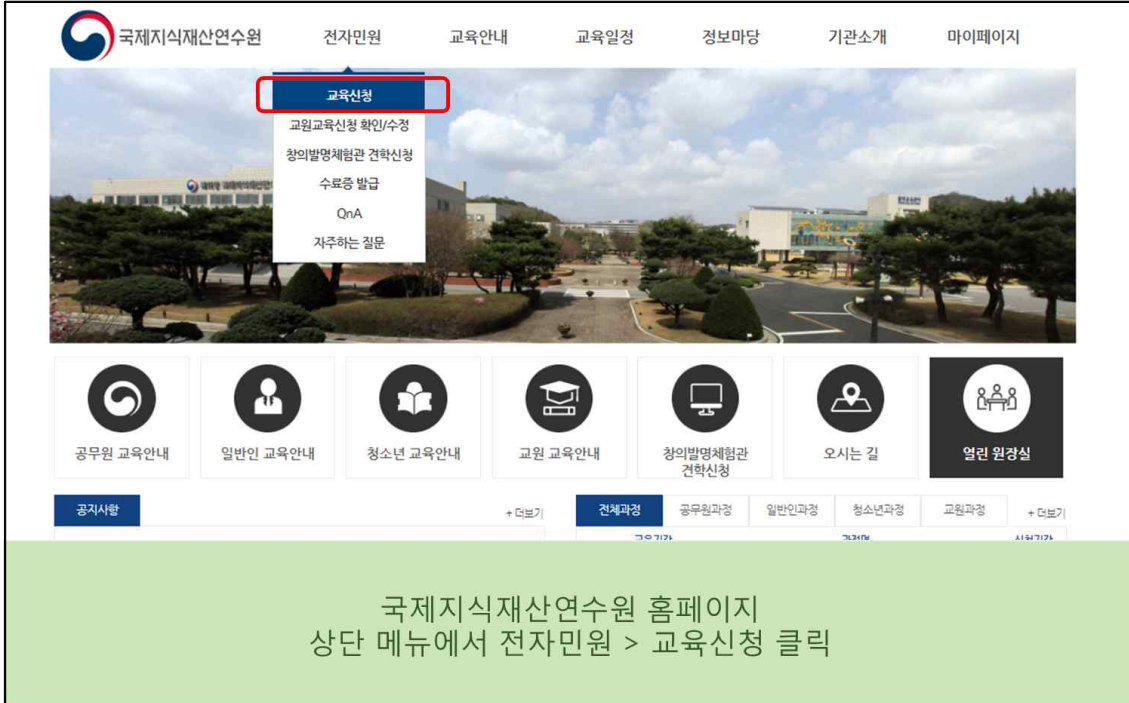 국제지식재산연수원
전자민원 교육안내 교육일정 정보마당 기관소개 마이페이지
교육신청
교원교육신청 확인/수정
창의발명체험관 견학신청
수료증 발급
QnA
자주하는 질문
공무원 교육안내
일반인 교육안내
청소년 교육안내
교원 교육안내
창의발명체험관
견학신청
오시는 길
열린 원장실
공지사항 + 더보기
전체과정 공무원과정 일반인과정 청소년과정 교원과정 + 더보기
국제지식재산연수원 홈페이지
상단 메뉴에서 전자민원 > 교육신청 클릭